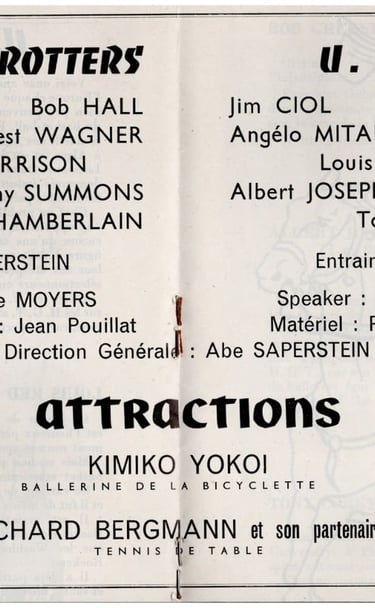 ROTTERS U.
Bob HALL Jim CIOL
est WAGNER Angélo MITA
RRISON Louis
ny SUMMONS Albert JOSEPH
HAMBERLAIN To
ERSTEIN Entrain
e MOYERS Speaker :
: Jean Pouillat Matériel :
Direction Générale : Abe SAPERSTEIN
ATTRACTIONS
KIMIKO YOKOI
BALLERINE DE LA BICYCLETTE
CHARD BERGMANN et son partenair
TENNIS DE TABLE